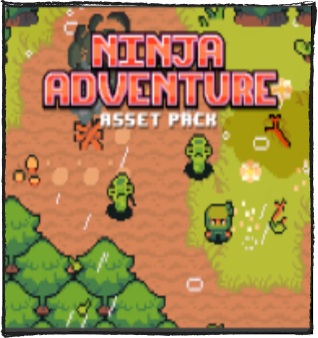 NINJA
ADVENTURE
ASSET PACK